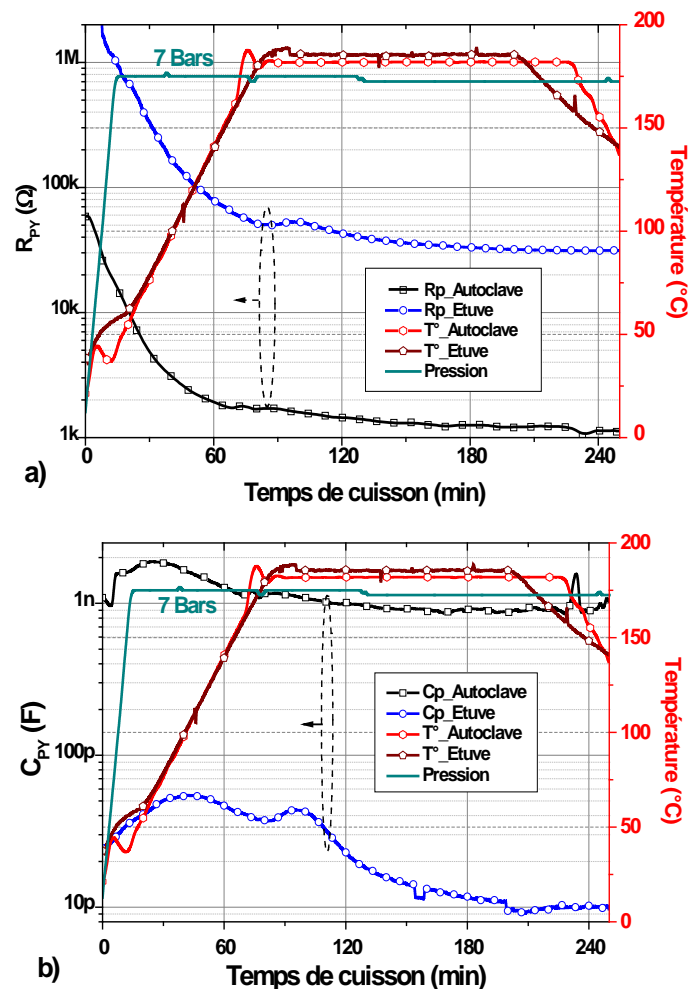 200
1M
7 Bars
150
100k
R_PY (Ω)
100
Température (°C)
10k
Rp_Autoclave
Rp_Etuve
T°_Autoclave
T°_Etuve
Pression
50
1k
0
0 60 120 180 240
a)
Temps de cuisson (min)
200
1n
7 Bars
150
Cp_Autoclave
Cp_Etuve
T°_Autoclave
T°_Etuve
Pression
100p
C_PY (F)
100
Température (°C)
50
10p
0
0 60 120 180 240
b)
Temps de cuisson (min)